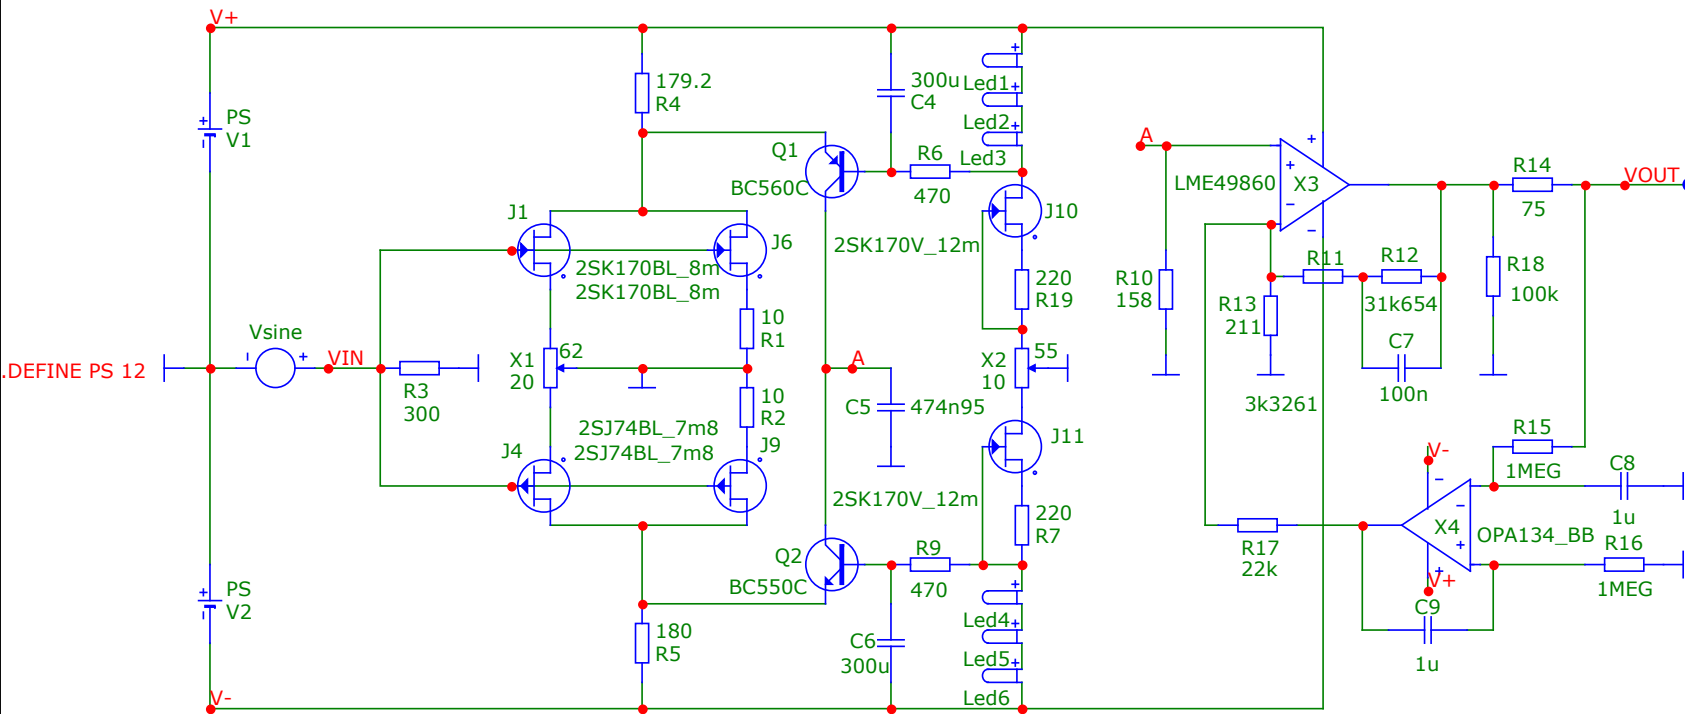 V+
179.2
R4
PS
V1
300u
C4
Led1
Led2
Led3
Q1
BC560C
R6
470
J1
J6
2SK170BL_8m
2SK170BL_8m
2SK170V_12m
J10
220
R19
A
LME49860
X3
R14
75
VOUT
R10
158
R13
211
R11
R12
31k654
R18
100k
C7
100n
3k3261
Vsine
VIN
.DEFINE PS 12
R3
300
X1
20
62
10
R1
10
R2
A
C5
474n95
X2
10
55
2SJ74BL_7m8
2SJ74BL_7m8
J4
J9
J11
2SK170V_12m
220
R7
R15
1MEG
V-
C8
1u
X4
OPA134_BB
R16
1MEG
R17
22k
V+
C9
1u
Q2
BC550C
R9
470
PS
V2
180
R5
C6
300u
Led4
Led5
Led6
V-